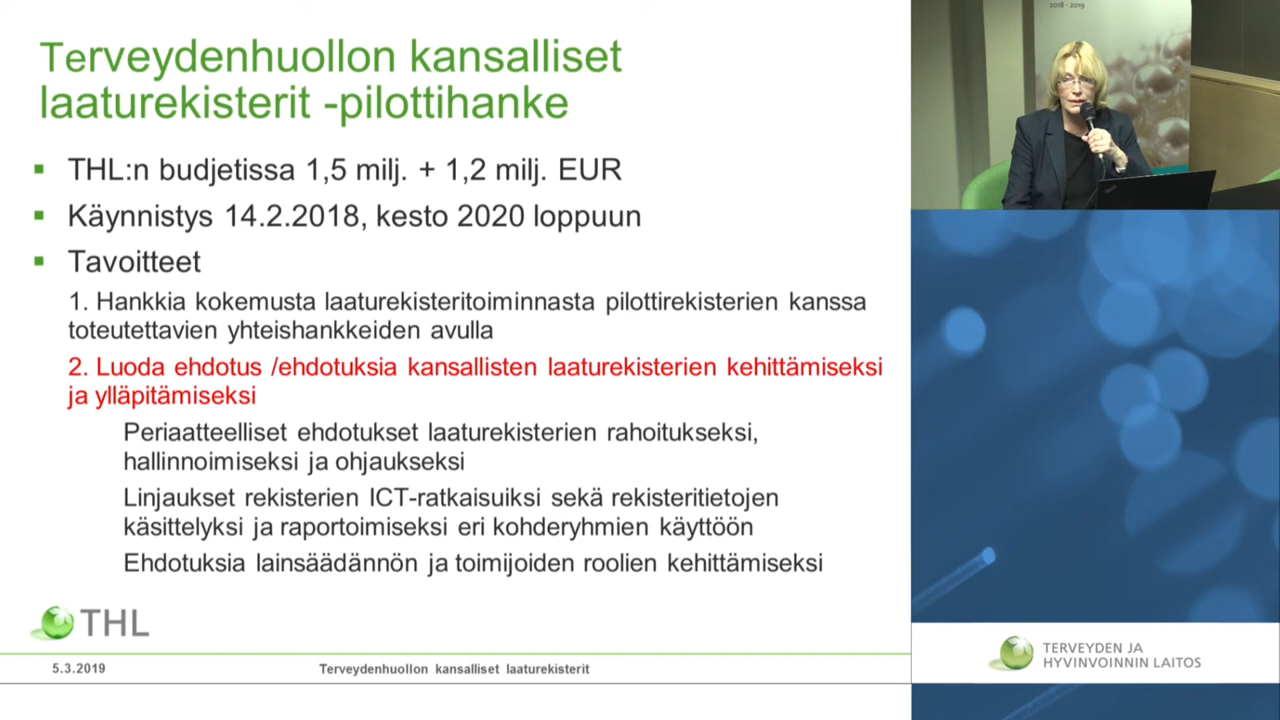 Terveydenhuollon kansalliset
laaturekisterit -pilottihanke
▪ THL:n budjetissa 1,5 milj. + 1,2 milj. EUR
▪ Käynnistys 14.2.2018, kesto 2020 loppuun
▪ Tavoitteet
1. Hankkia kokemusta laaturekisteritoiminnasta pilottirekisterien kanssa
toteutettavien yhteishankkeiden avulla
2. Luoda ehdotus /ehdotuksia kansallisten laaturekisterien kehittämiseksi
ja ylläpitämiseksi
Periaatteelliset ehdotukset laaturekisterien rahoitukseksi,
hallinnoimiseksi ja ohjaukseksi
Linjaukset rekisterien ICT-ratkaisuiksi sekä rekisteritietojen
käsittelyksi ja raportoimiseksi eri kohderyhmien käyttöön
Ehdotuksia lainsäädännön ja toimijoiden roolien kehittämiseksi
THL
5.3.2019
Terveydenhuollon kansalliset laaturekisterit
2018 - 2019
TERVEYDEN JA
HYVINVOINNIN LAITOS